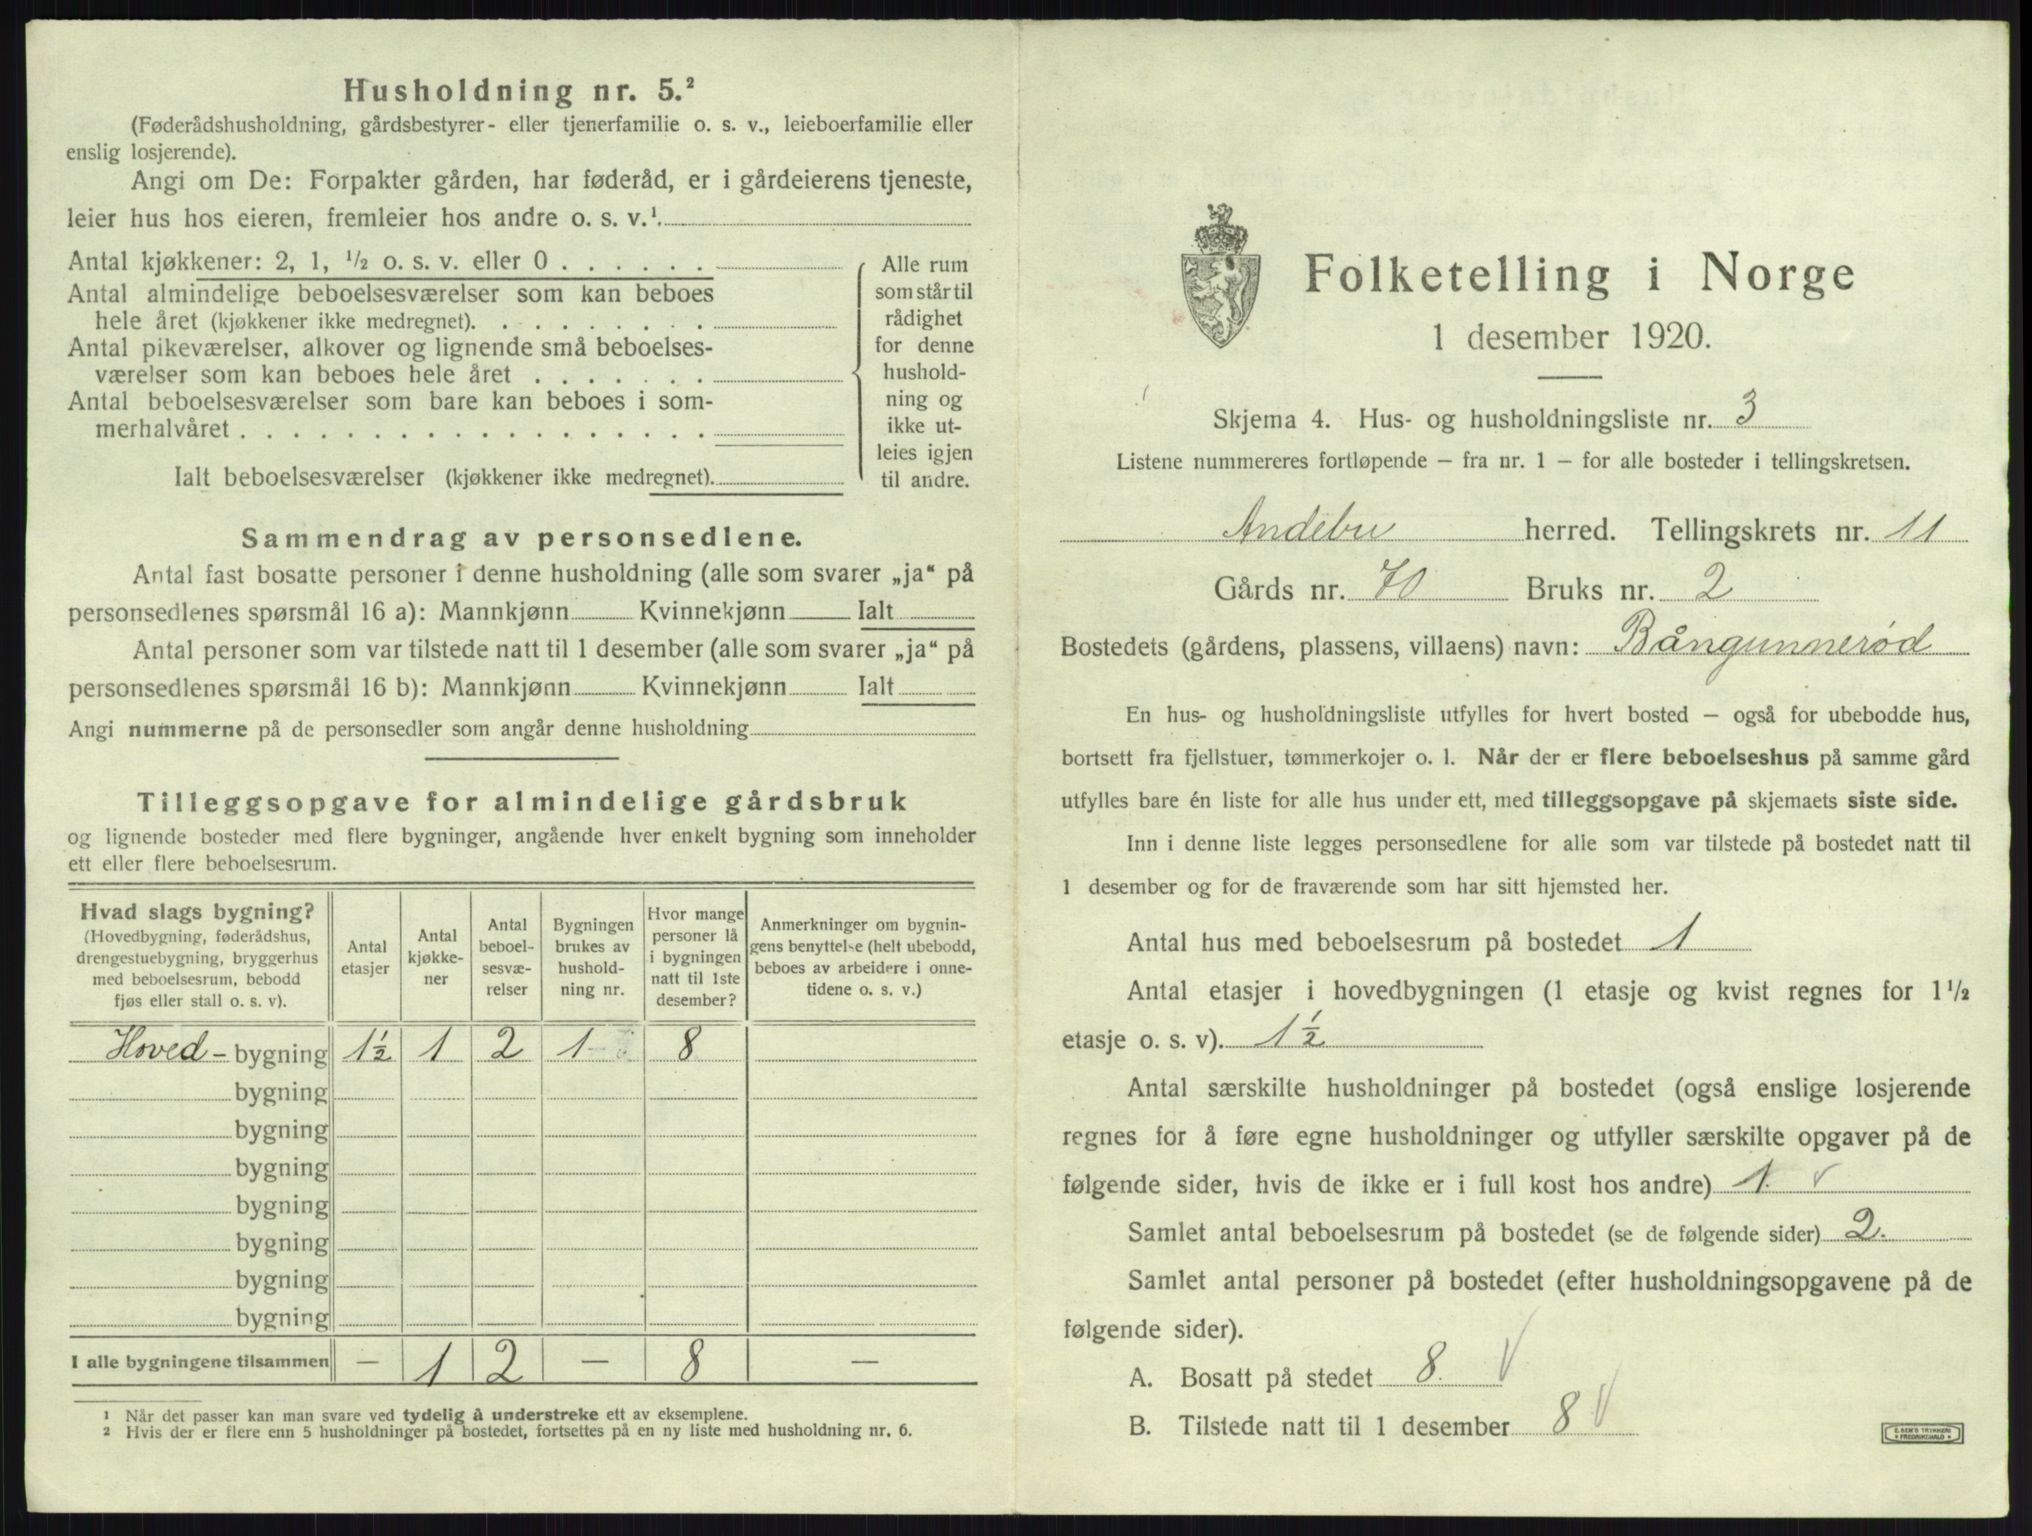 Husholdning nr. 5.²
(Føderådshusholdning, gårdsbestyrer- eller tjenerfamilie o. s. v., leieboerfamilie eller
enslig losjerende).
Angi om De: Forpakter gården, har føderåd, er i gårdeierens tjeneste,
leier hus hos eieren, fremleier hos andre o. s. v.¹
Antal kjøkkener: 2, 1, 1/2 o. s. v. eller 0 . . . . . .
Antal almindelige beboelsesværelser som kan beboes
hele året (kjøkkener ikke medregnet). . . . . . . . .
Antal pikeværelser, alkover og lignende små beboelses-
værelser som kan beboes hele året . . . . . . .
Antal beboelsesværelser som bare kan beboes i som-
merhalvåret . . . . . . . . . . . . . . . . . .
Ialt beboelsesværelser (kjøkkener ikke medregnet).
Alle rum
som står til
rådighet
for denne
hushold-
ning og
ikke ut-
leies igjen
til andre.
Sammendrag av personsedlene.
Antal fast bosatte personer i denne husholdning (alle som svarer „ja“ på
personsedlenes spørsmål 16 a): Mannkjønn Kvinnekjønn Ialt
Antal personer som var tilstede natt til 1 desember (alle som svarer „ja“ på
personsedlenes spørsmål 16 b): Mannkjønn Kvinnekjønn Ialt
Angi nummerne på de personsedler som angår denne husholdning
Tilleggsopgave for almindelige gårdsbruk
og lignende bosteder med flere bygninger, angående hver enkelt bygning som inneholder
ett eller flere beboelsesrum.
Hvad slags bygning?
(Hovedbygning, føderådshus,
drengestuebygning, bryggerhus
med beboelsesrum, bebodd
fjøs eller stall o. s. v).
Antal
etasjer
Antal
kjøkke-
ner
Antal
beboel-
sesvæ-
relser
Bygningen
brukes av
hushold-
ning nr.
Hvor mange
personer lå
i bygningen
natt til 1ste
desember?
Anmerkninger om bygnin-
gens benyttelse (helt ubebodd,
beboes av arbeidere i onne-
tidene o. s. v.)
Hoved-bygning 1½ 1 2 1 8
bygning
bygning
bygning
bygning
bygning
bygning
bygning
I alle bygningene tilsammen — 1 2 — 8 —
¹ Når det passer kan man svare ved tydelig å understreke ett av eksemplene.
² Hvis der er flere enn 5 husholdninger på bostedet, fortsettes på en ny liste med husholdning nr. 6.
Folketelling i Norge
1 desember 1920.
Skjema 4. Hus- og husholdningsliste nr. 3
Listene nummereres fortløpende — fra nr. 1 — for alle bosteder i tellingskretsen.
Andebu herred. Tellingskrets nr. 11
Gårds nr. 70 Bruks nr. 2
Bostedets (gårdens, plassens, villaens) navn: Bångunnerød
En hus- og husholdningsliste utfylles for hvert bosted — også for ubebodde hus,
bortsett fra fjellstuer, tømmerkojer o. l. Når der er flere beboelseshus på samme gård
utfylles bare én liste for alle hus under ett, med tilleggsopgave på skjemaets siste side.
Inn i denne liste legges personsedlene for alle som var tilstede på bostedet natt til
1 desember og for de fraværende som har sitt hjemsted her.
Antal hus med beboelsesrum på bostedet 1
Antal etasjer i hovedbygningen (1 etasje og kvist regnes for 1 1/2
etasje o. s. v). 1½
Antal særskilte husholdninger på bostedet (også enslige losjerende
regnes for å føre egne husholdninger og utfyller særskilte opgaver på de
følgende sider, hvis de ikke er i full kost hos andre) 1.
Samlet antal beboelsesrum på bostedet (se de følgende sider) 2.
Samlet antal personer på bostedet (efter husholdningsopgavene på de
følgende sider).
A. Bosatt på stedet 8.
B. Tilstede natt til 1 desember 8